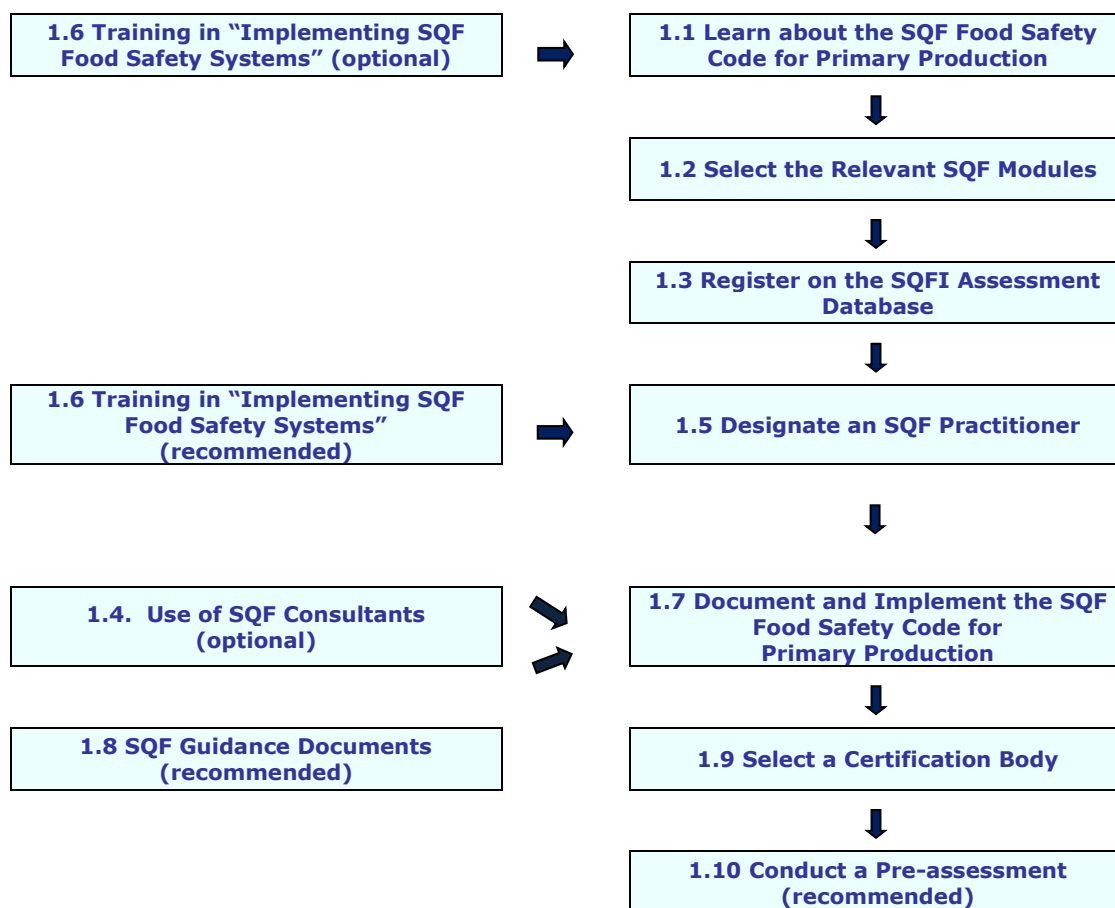 1.6 Training in “Implementing SQF
Food Safety Systems” (optional)
1.1 Learn about the SQF Food Safety
Code for Primary Production
1.2 Select the Relevant SQF Modules
1.3 Register on the SQFI Assessment
Database
1.6 Training in “Implementing SQF
Food Safety Systems”
(recommended)
1.5 Designate an SQF Practitioner
1.4. Use of SQF Consultants
(optional)
1.7 Document and Implement the SQF
Food Safety Code for
Primary Production
1.8 SQF Guidance Documents
(recommended)
1.9 Select a Certification Body
1.10 Conduct a Pre-assessment
(recommended)